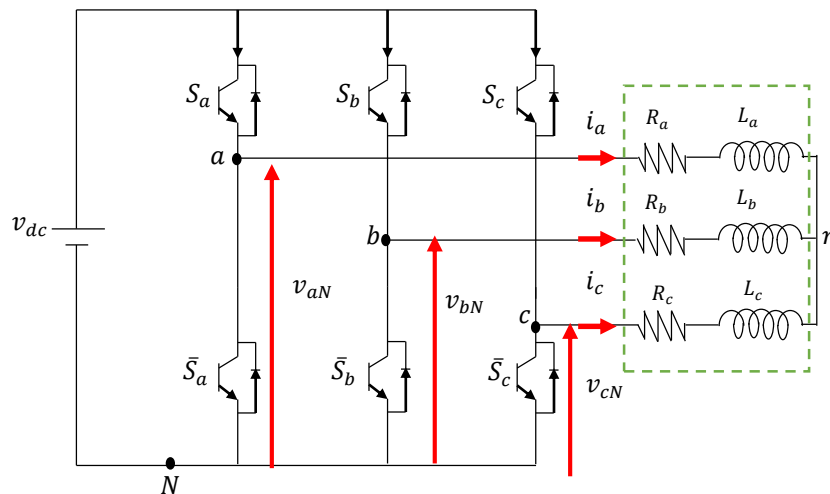 S_a
S_b
S_c
i_a
R_a
L_a
a
v_dc
b
i_b
R_b
L_b
n
v_aN
v_bN
i_c
R_c
L_c
c
S̄_a
S̄_b
S̄_c
v_cN
N